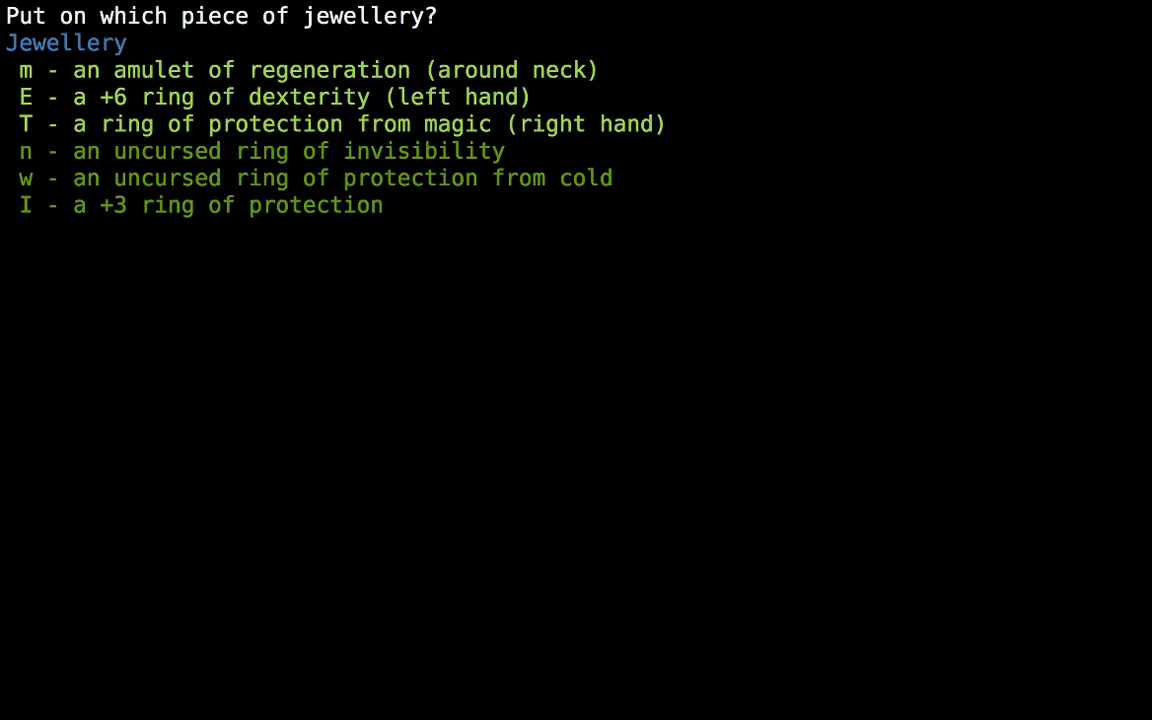 Put on which piece of jewellery?
Jewellery
m - an amulet of regeneration (around neck)
E - a +6 ring of dexterity (left hand)
T - a ring of protection from magic (right hand)
n - an uncursed ring of invisibility
w - an uncursed ring of protection from cold
I - a +3 ring of protection